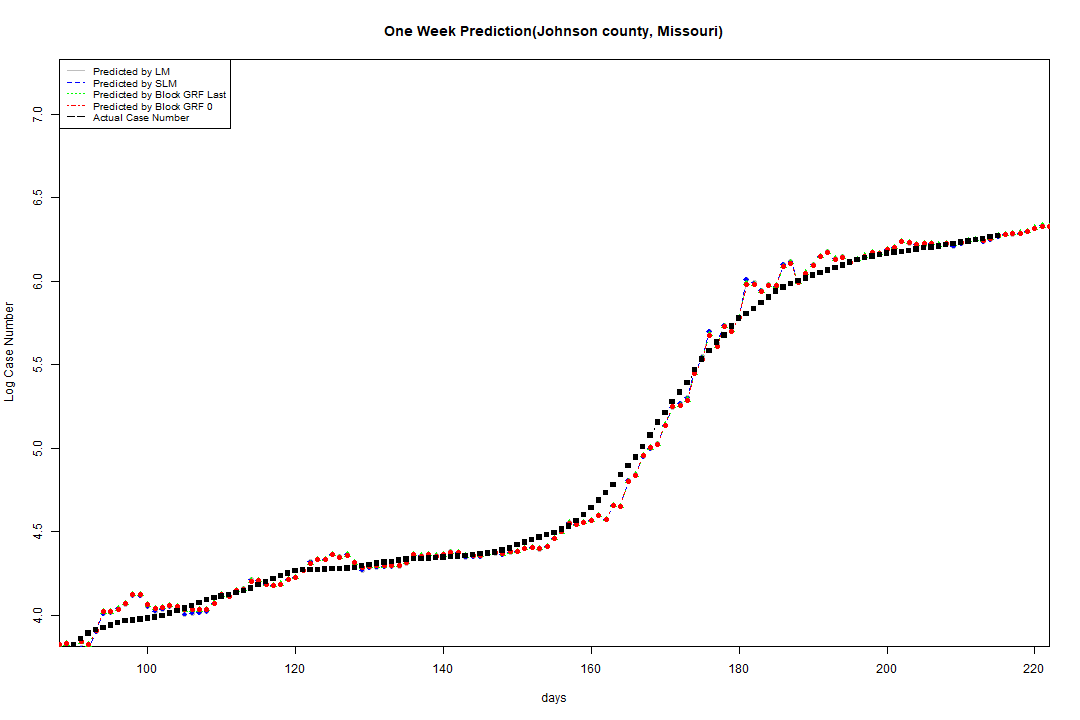 One Week Prediction(Johnson county, Missouri)
Predicted by LM
Predicted by SLM
Predicted by Block GRF Last
Predicted by Block GRF 0
Actual Case Number
7.0
6.5
6.0
5.5
5.0
4.5
4.0
Log Case Number
100 120 140 160 180 200 220
days